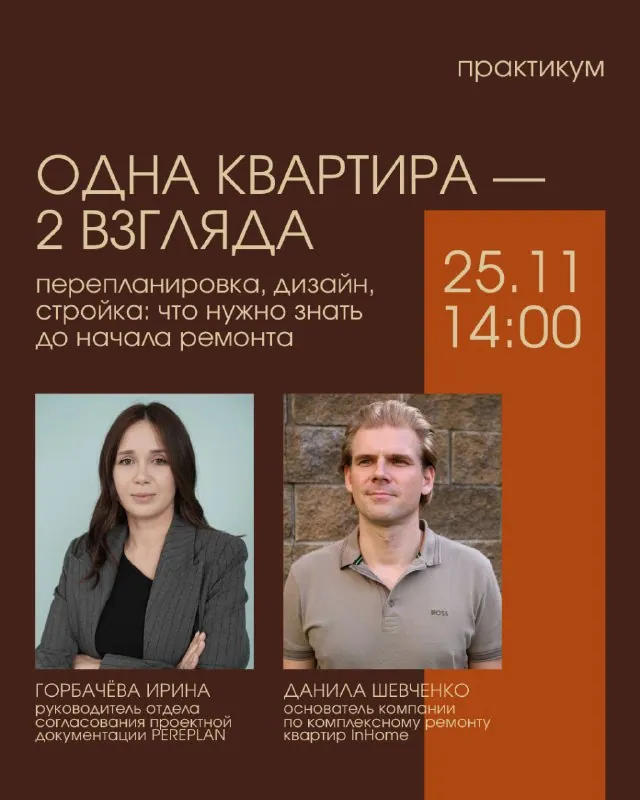 практикум
ОДНА КВАРТИРА —
2 ВЗГЛЯДА
перепланировка, дизайн,
стройка: что нужно знать
до начала ремонта
25.11
14:00
BOSS
ГОРБАЧЁВА ИРИНА
руководитель отдела
согласования проектной
документации PEREPLAN
ДАНИЛА ШЕВЧЕНКО
основатель компании
по комплексному ремонту
квартир InHome